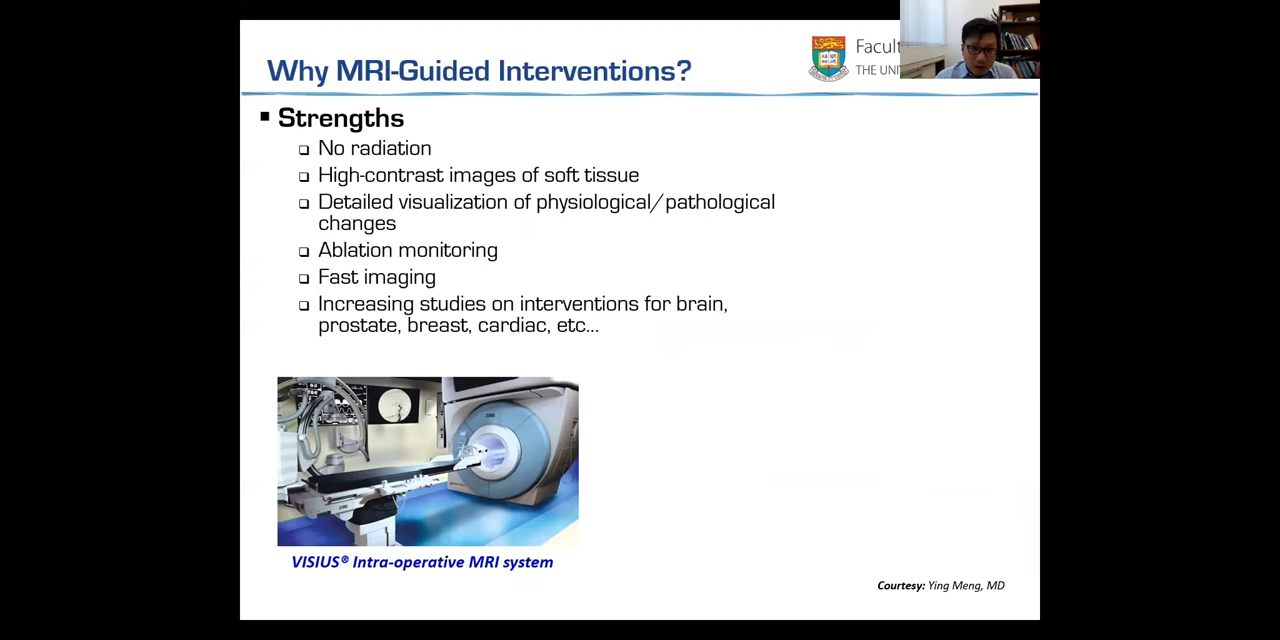 Why MRI-Guided Interventions?
THE
Strengths
No radiation
High-contrast images of soft tissue
Detailed visualization of physiological/pathological
changes
Ablation monitoring
Fast imaging
Increasing studies on interventions for brain,
prostate, breast, cardiac, etc...
VISIUS® Intra-operative MRI system
Courtesy: Ying Meng, MD